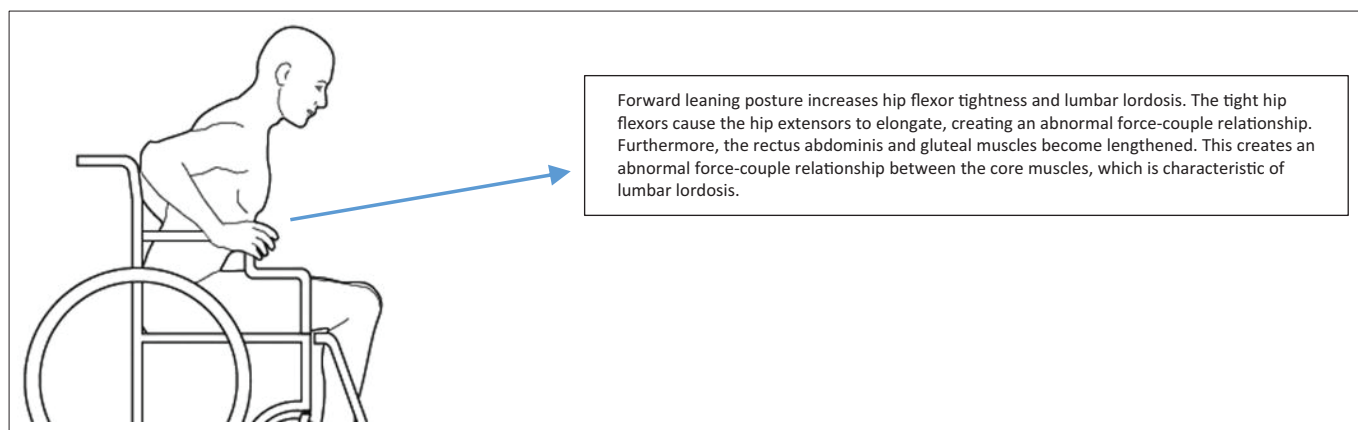 Forward leaning posture increases hip flexor tightness and lumbar lordosis. The tight hip
flexors cause the hip extensors to elongate, creating an abnormal force-couple relationship.
Furthermore, the rectus abdominis and gluteal muscles become lengthened. This creates an
abnormal force-couple relationship between the core muscles, which is characteristic of
lumbar lordosis.